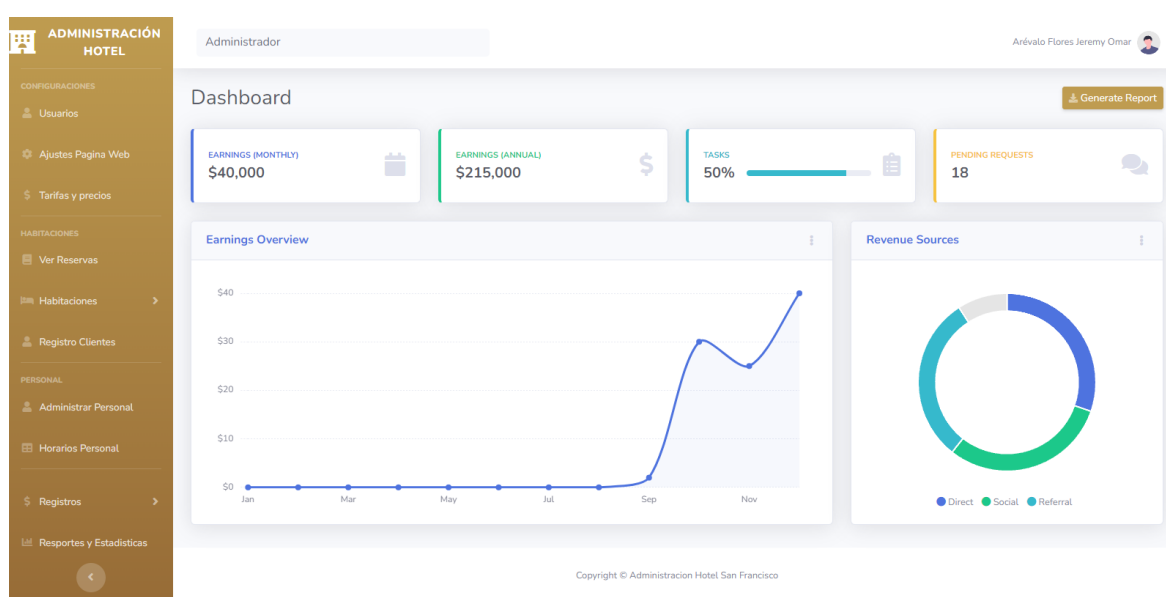 ADMINISTRACIÓN
HOTEL
CONFIGURACIONES
Usuarios
Ajustes Pagina Web
Tarifas y precios
HABITACIONES
Ver Reservas
Habitaciones
Registro Clientes
PERSONAL
Administrar Personal
Horarios Personal
Registros
Resportes y Estadisticas
Administrador
Arévalo Flores Jeremy Omar
Dashboard
Generate Report
EARNINGS (MONTHLY)
$40,000
EARNINGS (ANNUAL)
$215,000
TASKS
50%
PENDING REQUESTS
18
Earnings Overview
$40
$30
$20
$10
$0
Jan Mar May Jul Sep Nov
Revenue Sources
Direct Social Referral
Copyright © Administracion Hotel San Francisco